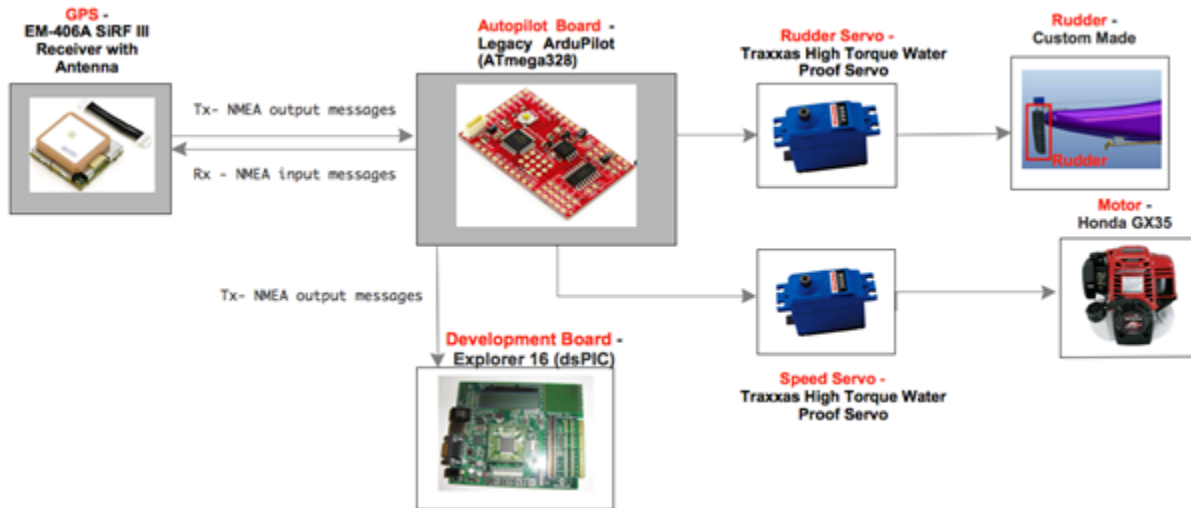 GPS -
EM-406A SiRF III
Receiver with
Antenna
Autopilot Board -
Legacy ArduPilot
(ATmega328)
Rudder Servo -
Traxxas High Torque Water
Proof Servo
Rudder -
Custom Made
Tx- NMEA output messages
Rx - NMEA input messages
Rudder
Motor -
Honda GX35
Tx- NMEA output messages
Development Board -
Explorer 16 (dsPIC)
Speed Servo -
Traxxas High Torque Water
Proof Servo